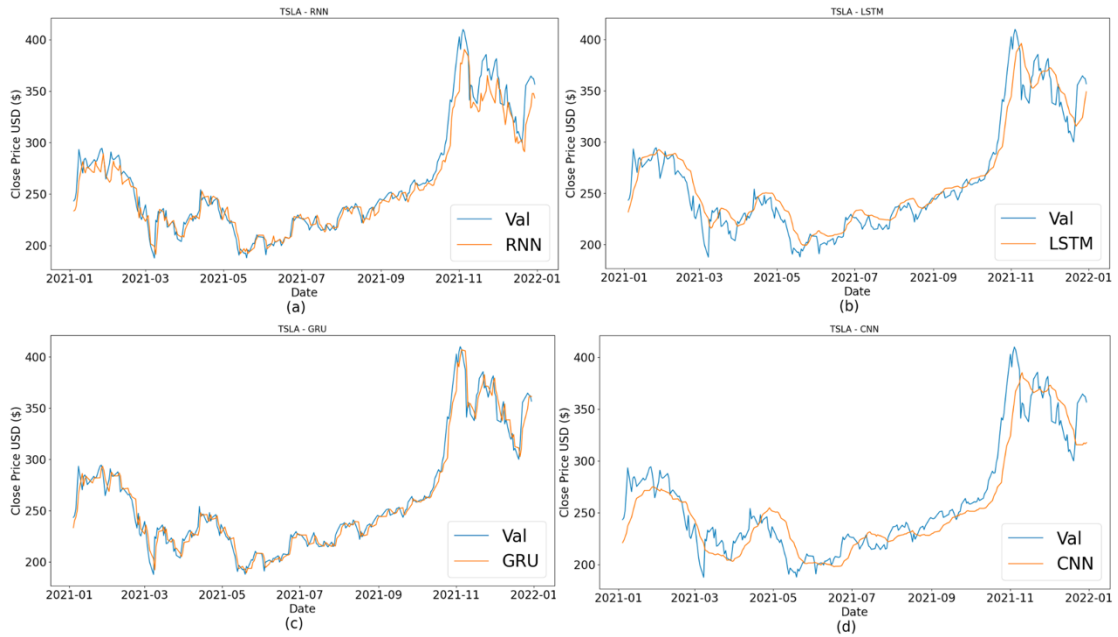 TSLA - RNN
Close Price USD ($)
400
350
300
250
200
Val
RNN
2021-01 2021-03 2021-05 2021-07 2021-09 2021-11 2022-01
Date
(a)
TSLA - LSTM
Close Price USD ($)
400
350
300
250
200
Val
LSTM
2021-01 2021-03 2021-05 2021-07 2021-09 2021-11 2022-01
Date
(b)
TSLA - GRU
Close Price USD ($)
400
350
300
250
200
Val
GRU
2021-01 2021-03 2021-05 2021-07 2021-09 2021-11 2022-01
Date
(c)
TSLA - CNN
Close Price USD ($)
400
350
300
250
200
Val
CNN
2021-01 2021-03 2021-05 2021-07 2021-09 2021-11 2022-01
Date
(d)